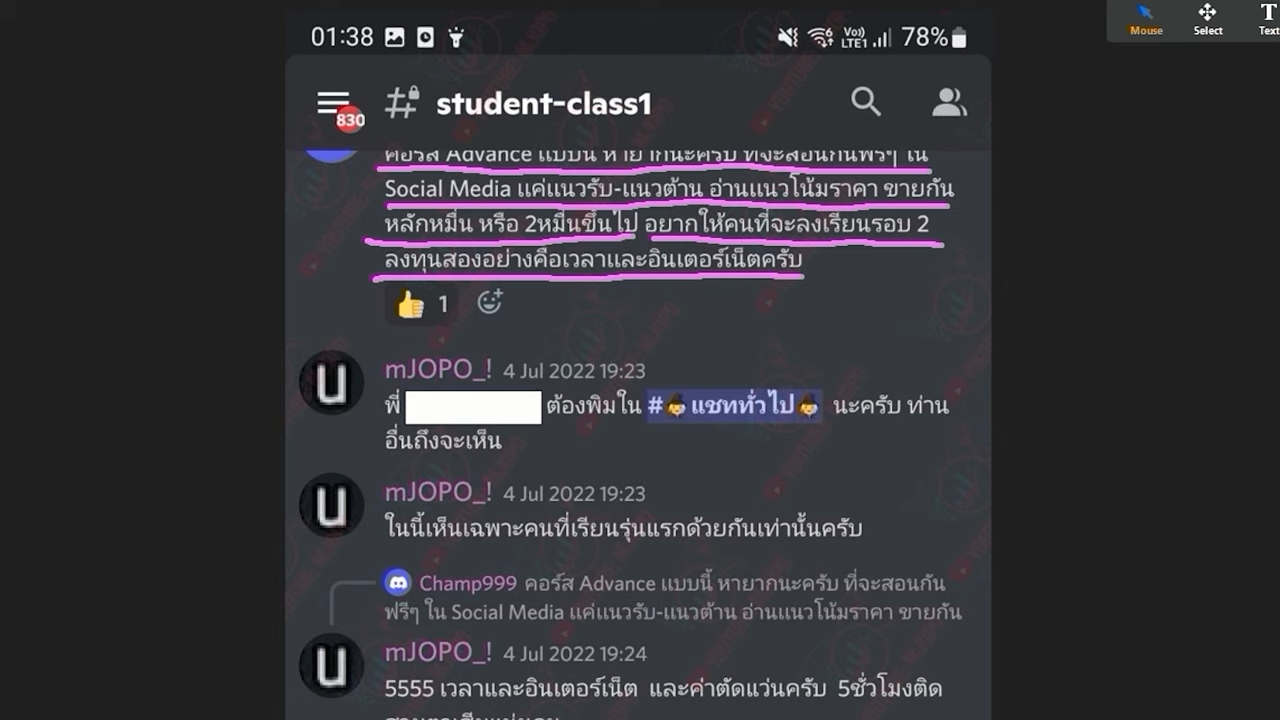 01:38
Vo)) LTE1
78%
Mouse
Select
Text
830
student-class1
คอร์ส Advance แบบนี้ หายากนะครับ ที่จะสอนกันฟรีๆ ใน
Social Media แค่แนวรับ-แนวต้าน อ่านแนวโน้มราคา ขายกัน
หลักหมื่น หรือ 2หมื่นขึ้นไป อยากให้คนที่จะลงเรียนรอบ 2
ลงทุนสองอย่างคือเวลาและอินเตอร์เน็ตครับ
👍 1
mJOPO_! 4 Jul 2022 19:23
พี่ ต้องพิมใน #🧙แชททั่วไป🧙 นะครับ ท่าน
อื่นถึงจะเห็น
mJOPO_! 4 Jul 2022 19:23
ในนี้เห็นเฉพาะคนที่เรียนรุ่นแรกด้วยกันเท่านั้นครับ
Champ999 คอร์ส Advance แบบนี้ หายากนะครับ ที่จะสอนกัน
ฟรีๆ ใน Social Media แค่แนวรับ-แนวต้าน อ่านแนวโน้มราคา ขายกัน
mJOPO_! 4 Jul 2022 19:24
5555 เวลาและอินเตอร์เน็ต และค่าตัดแว่นครับ 5ชั่วโมงติด